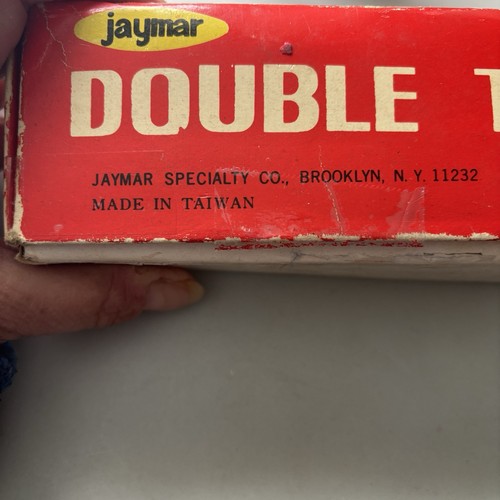 jaymar
DOUBLE T
JAYMAR SPECIALTY CO., BROOKLYN, N. Y. 11232
MADE IN TAIWAN